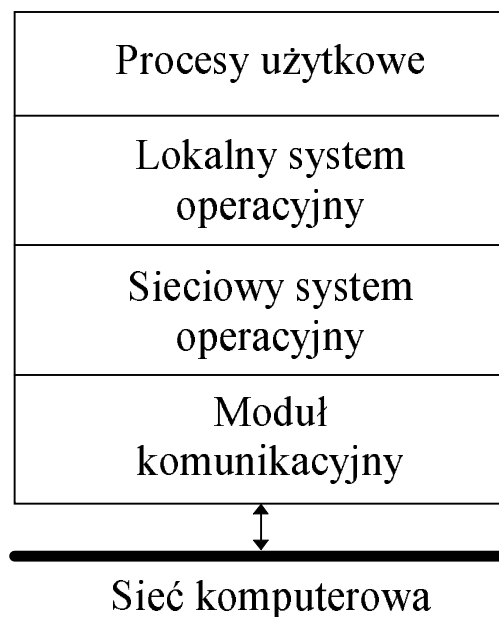 Procesy użytkowe
Lokalny system
operacyjny
Sieciowy system
operacyjny
Moduł
komunikacyjny
Sieć komputerowa